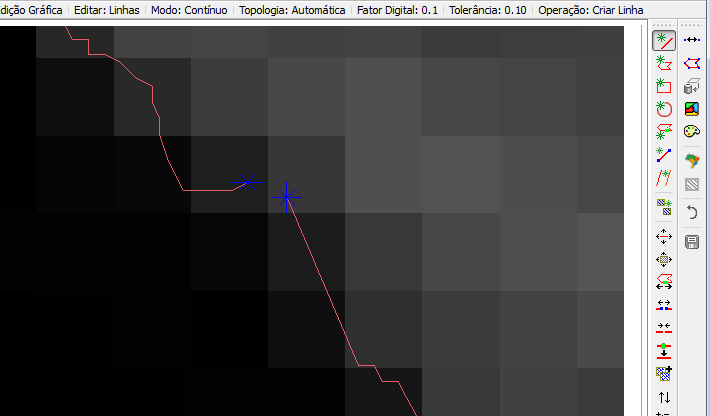 dição Gráfica Editar: Linhas Modo: Contínuo Topologia: Automática Fator Digital: 0.1 Tolerância: 0.10 Operação: Criar Linha